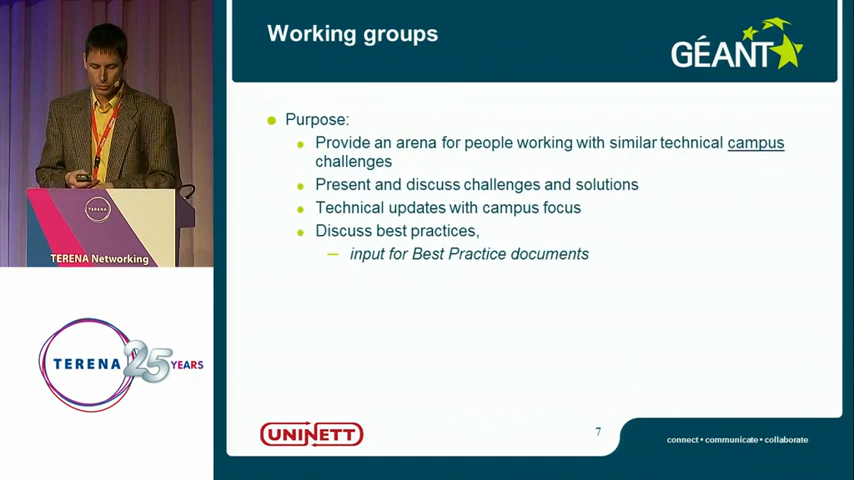 Working groups
GÉANT
Purpose:
Provide an arena for people working with similar technical campus
challenges
Present and discuss challenges and solutions
Technical updates with campus focus
Discuss best practices,
input for Best Practice documents
TERENA
TERENA Networking
TERENA 25 YEARS
UNINETT
7
connect • communicate • collaborate